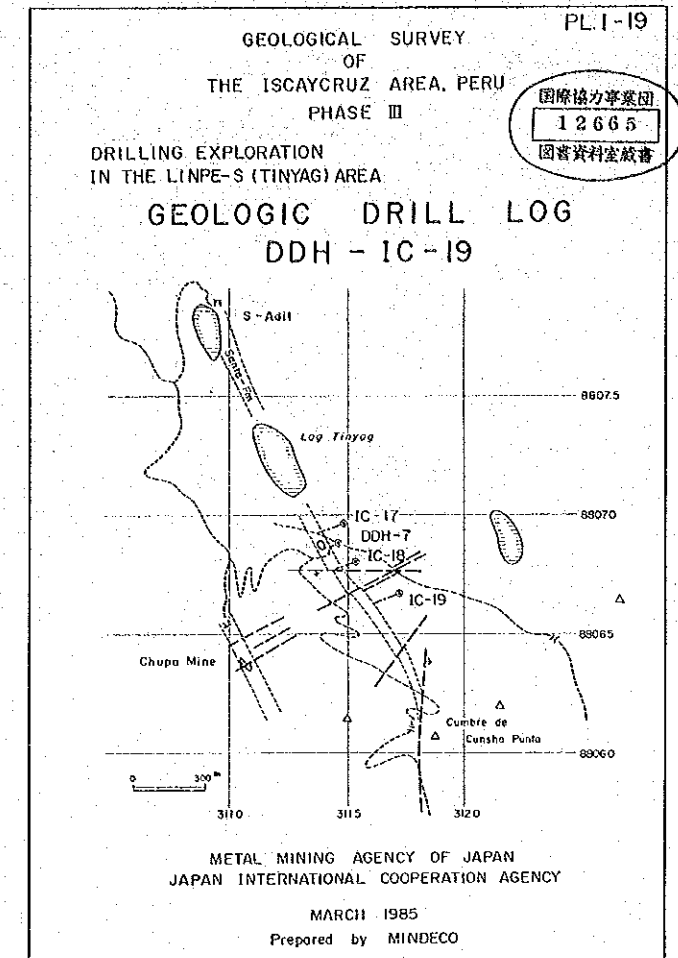 PL.I-19
GEOLOGICAL SURVEY
OF
THE ISCAYCRUZ AREA, PERU
PHASE III
国際協力事業団
12665
図書資料室蔵書
DRILLING EXPLORATION
IN THE LINPE-S (TINYAG) AREA
GEOLOGIC DRILL LOG
DDH - IC-19
S-Adit
Santa-Fm
88075
Lag Tinyag
88070
IC-17
DDH-7
IC-18
IC-19
88065
Chupa Mine
Cumbre de
Cunsha Punta
88060
0 300 m
3110 3115 3120
METAL MINING AGENCY OF JAPAN
JAPAN INTERNATIONAL COOPERATION AGENCY
MARCH 1985
Prepared by MINDECO